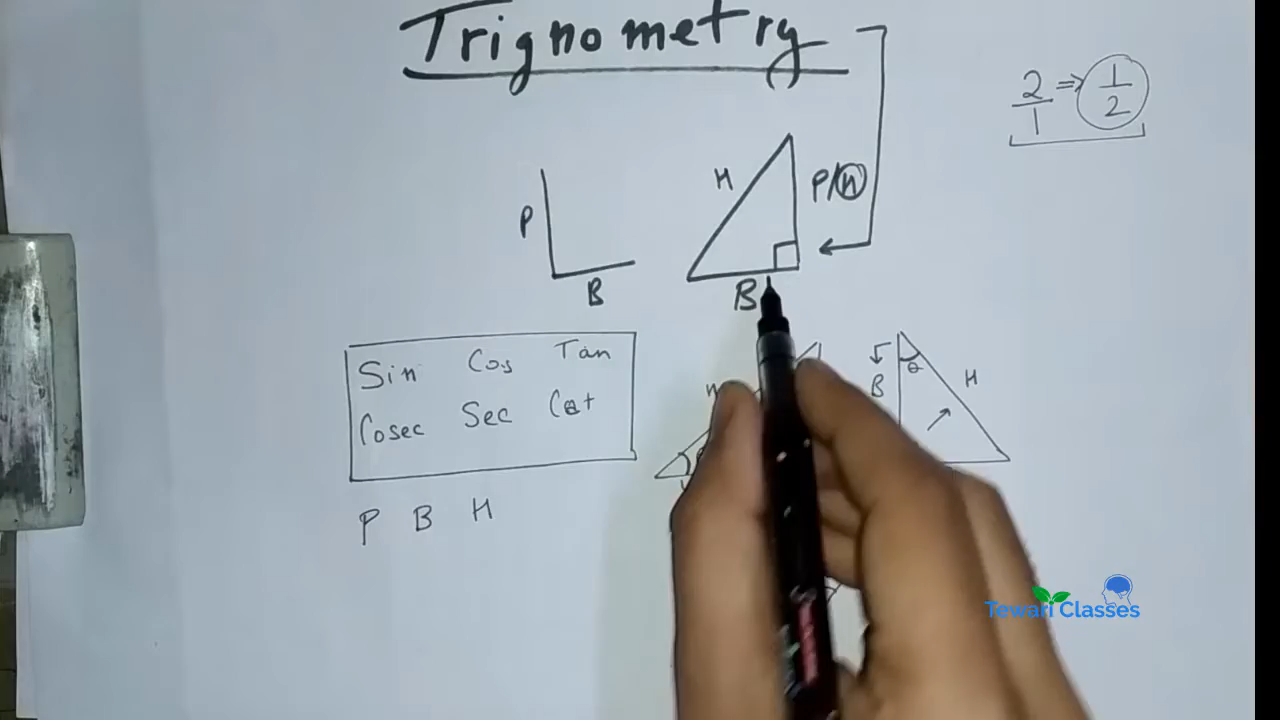 Trignometry
2/1 ⇒ 1/2
P
B
H
P/H
B
Sin Cos Tan
Cosec Sec Cot
P B H
H
B
θ
H
Tewari Classes